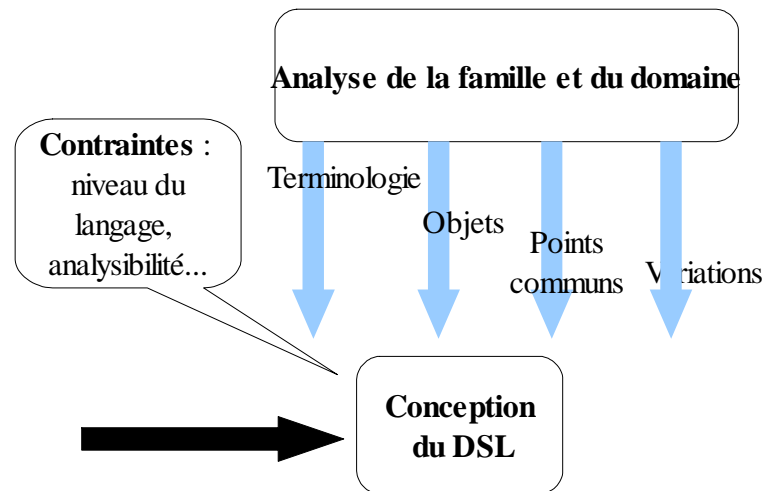 Analyse de la famille et du domaine
Contraintes :
niveau du
langage,
analysibilité...
Terminologie
Objets
Points
communs
Variations
Conception
du DSL